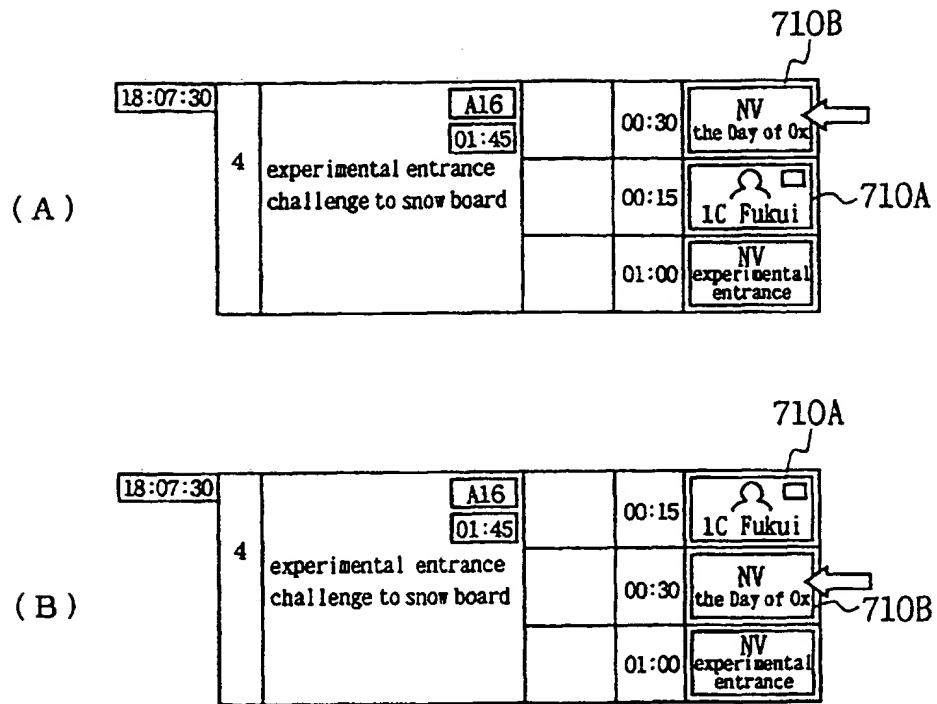 710B
18:07:30
A16
01:45
4
experimental entrance
challenge to snow board
00:30
NV
the Day of Ox
(A)
00:15
1C Fukui
710A
01:00
NV
experimental
entrance
710A
18:07:30
A16
01:45
4
experimental entrance
challenge to snow board
00:15
1C Fukui
(B)
00:30
NV
the Day of Ox
710B
01:00
NV
experimental
entrance